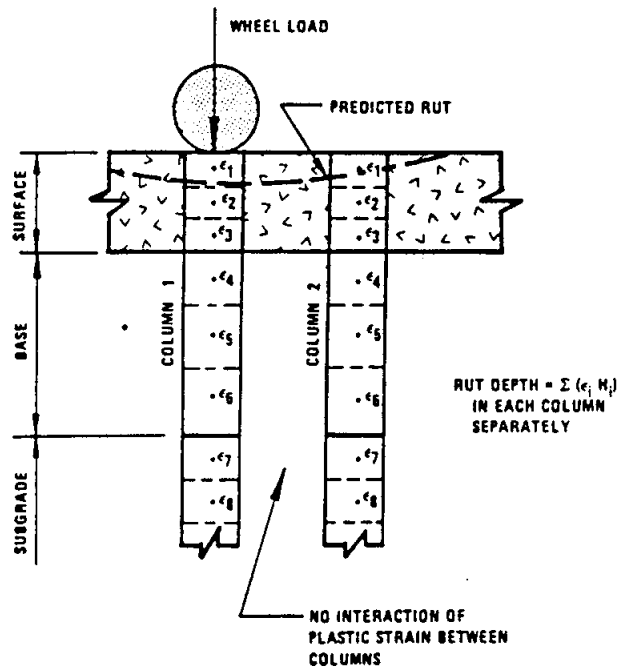 WHEEL LOAD
PREDICTED RUT
SURFACE
BASE
SUBGRADE
COLUMN 1
ϵ1
ϵ2
ϵ3
ϵ4
ϵ5
ϵ6
ϵ7
ϵ8
COLUMN 2
ϵ1
ϵ2
ϵ3
ϵ4
ϵ5
ϵ6
ϵ7
ϵ8
RUT DEPTH = Σ (ϵi Hi)
IN EACH COLUMN
SEPARATELY
NO INTERACTION OF
PLASTIC STRAIN BETWEEN
COLUMNS